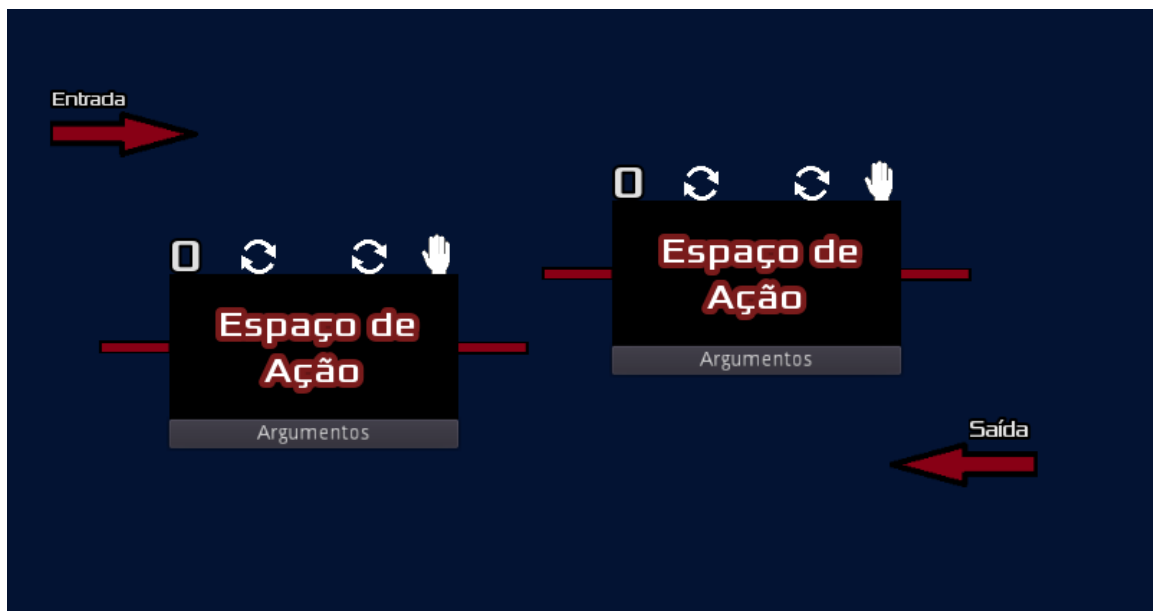 Entrada
0
Espaço de
Ação
Argumentos
0
Espaço de
Ação
Argumentos
Saída